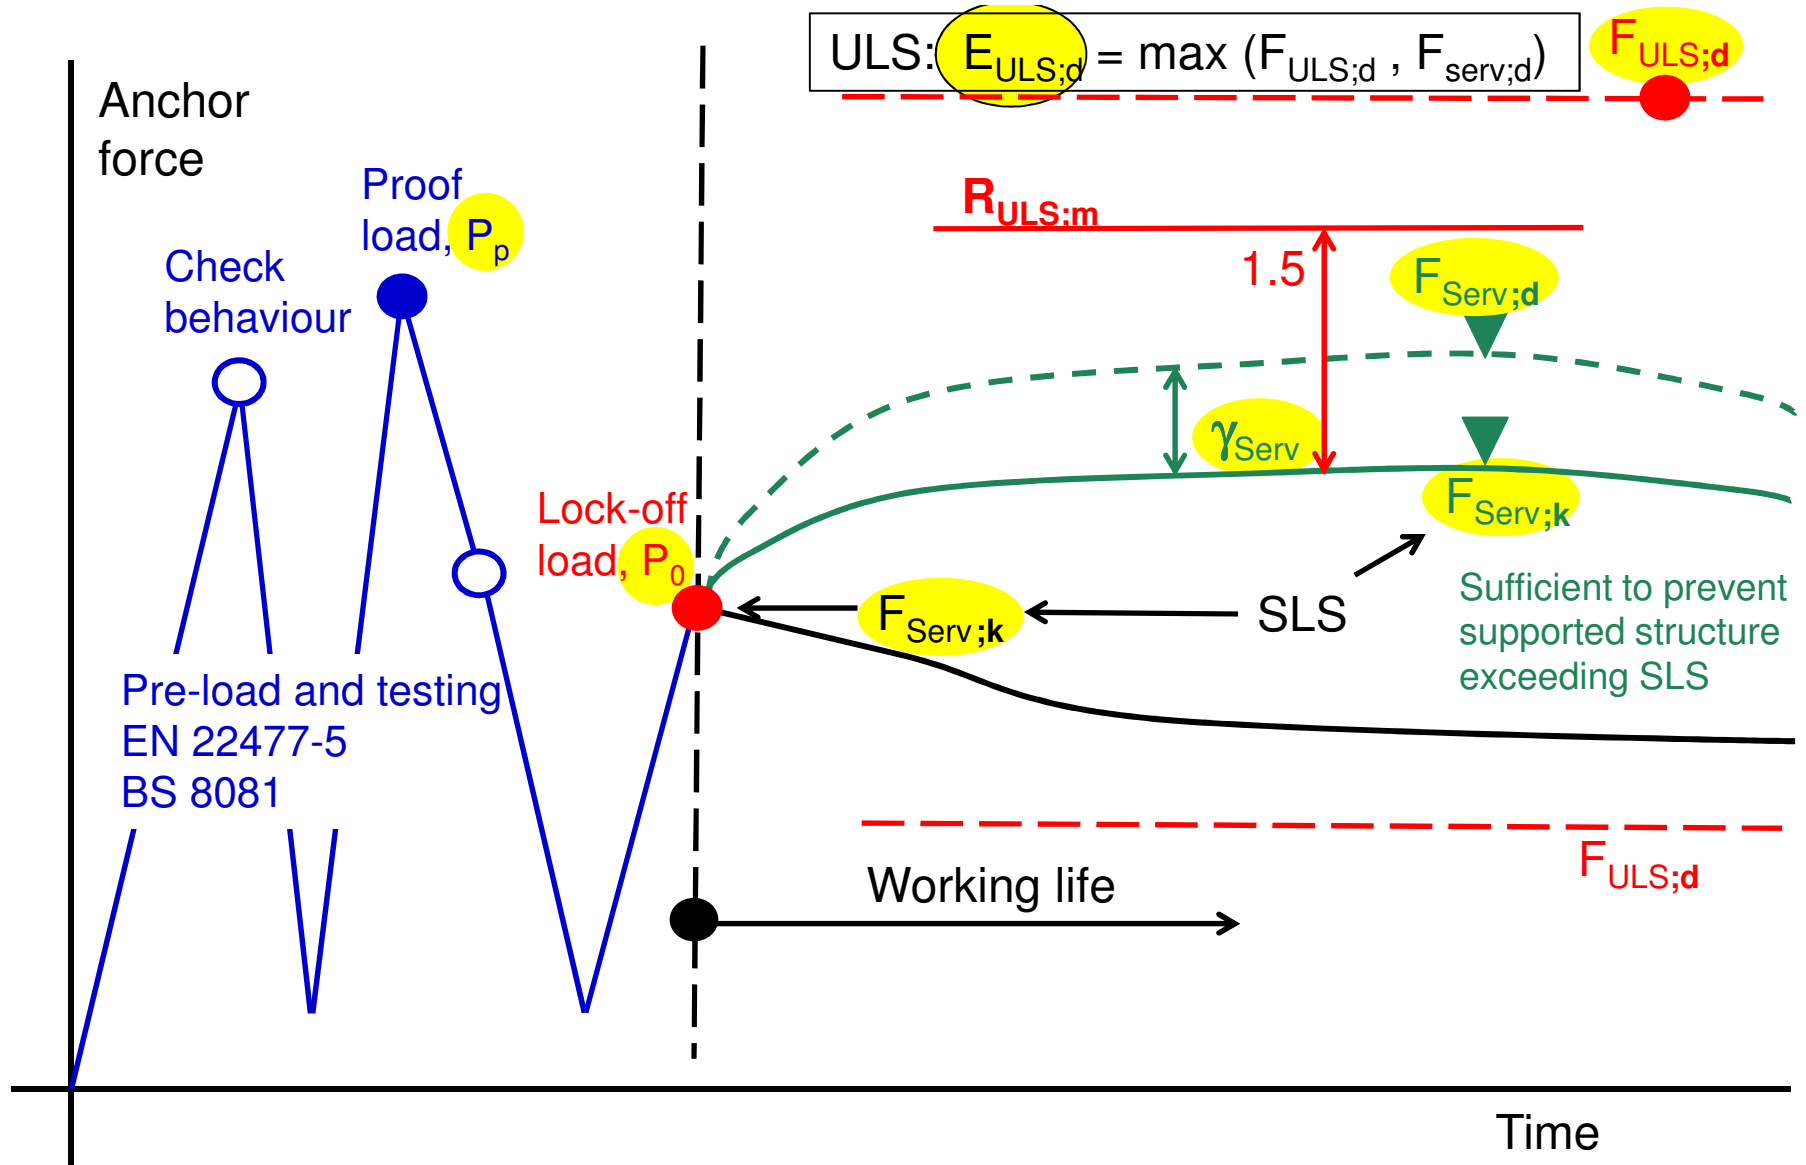 ULS: E_ULS;d = max (F_ULS;d , F_serv;d)
F_ULS;d
Anchor
force
Proof
load, P_p
R_ULS;m
Check
behaviour
1.5
F_Serv;d
γ_Serv
Lock-off
load, P_0
F_Serv;k
F_Serv;k
SLS
Sufficient to prevent
supported structure
exceeding SLS
Pre-load and testing
EN 22477-5
BS 8081
F_ULS;d
Working life
Time